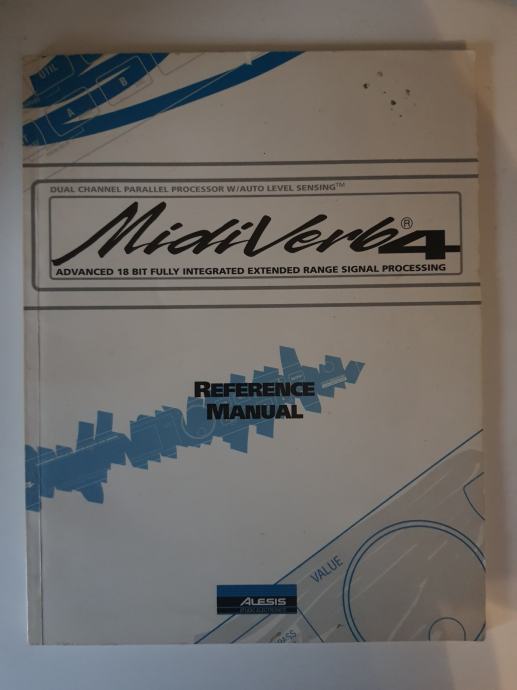 UTIL
A
B
DUAL CHANNEL PARALLEL PROCESSOR W/AUTO LEVEL SENSING™
MidiVerb® 4
ADVANCED 18 BIT FULLY INTEGRATED EXTENDED RANGE SIGNAL PROCESSING
REFERENCE
MANUAL
VALUE
ALESIS